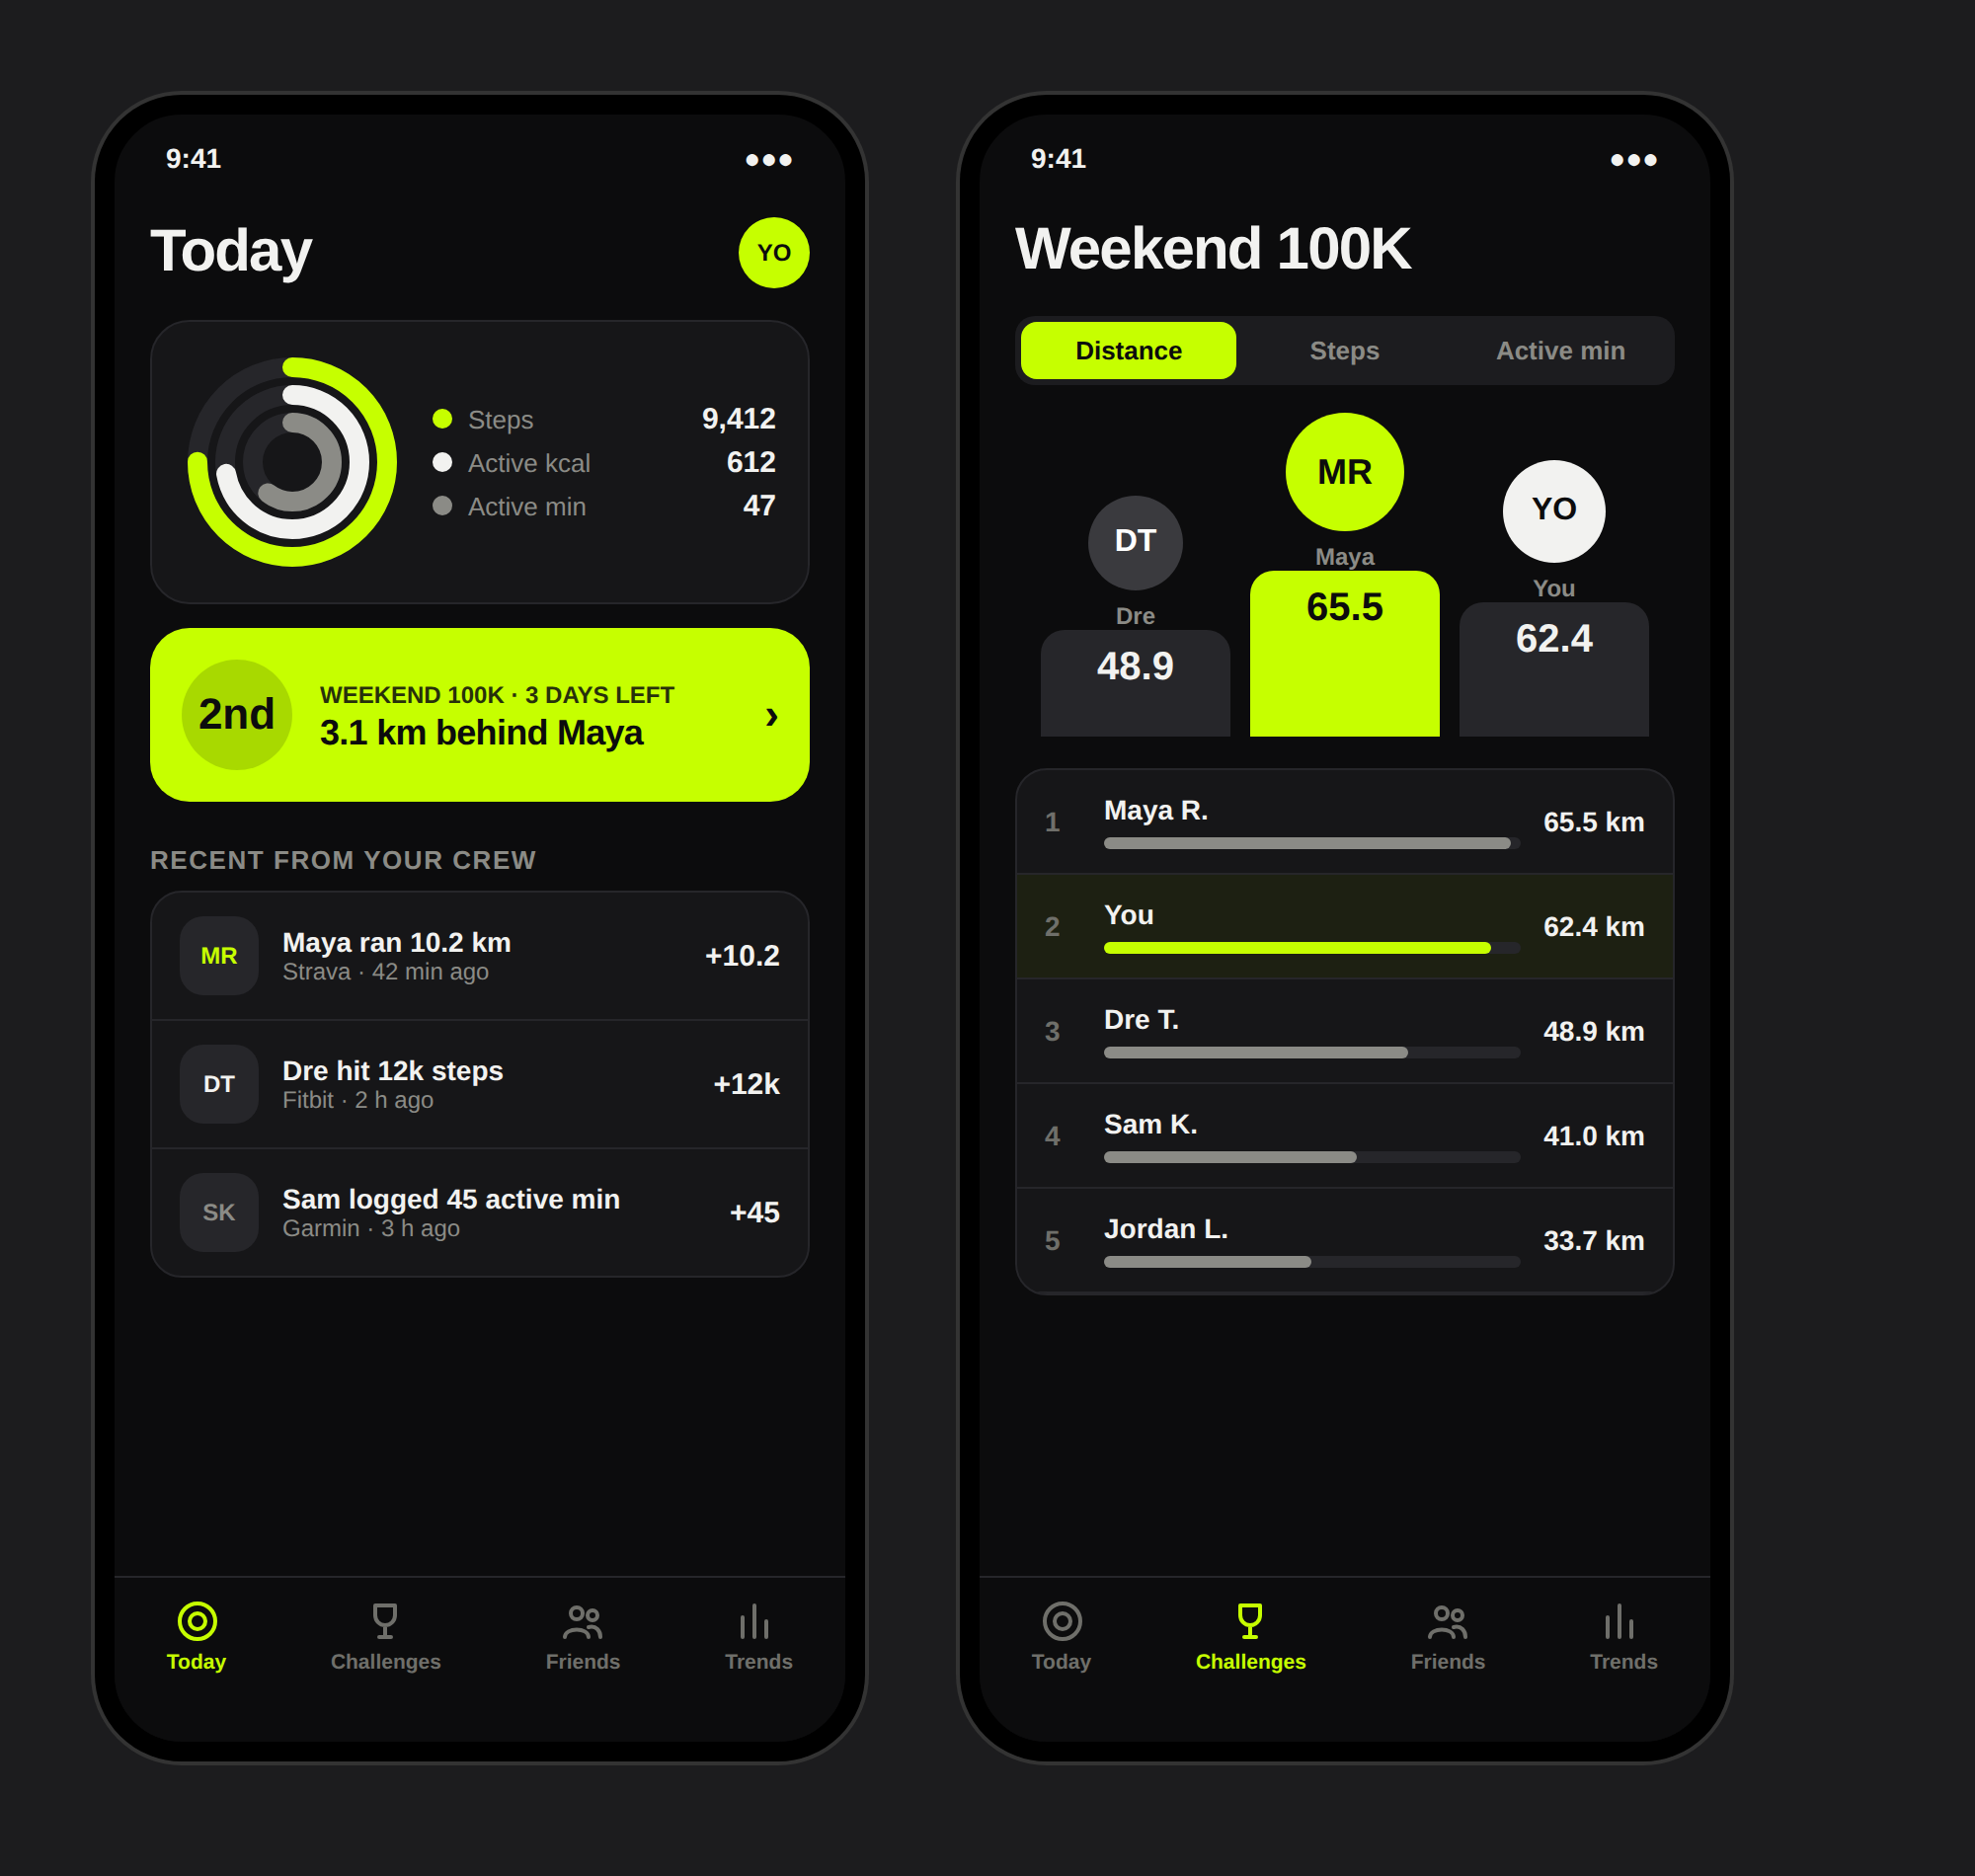 9:41
Today
YO
Steps 9,412
Active kcal 612
Active min 47
2nd
WEEKEND 100K · 3 DAYS LEFT
3.1 km behind Maya
›
RECENT FROM YOUR CREW
MR
Maya ran 10.2 km
Strava · 42 min ago
+10.2
DT
Dre hit 12k steps
Fitbit · 2 h ago
+12k
SK
Sam logged 45 active min
Garmin · 3 h ago
+45
Today Challenges Friends Trends
9:41
Weekend 100K
Distance Steps Active min
DT
Dre
48.9
MR
Maya
65.5
YO
You
62.4
1 Maya R. 65.5 km
2 You 62.4 km
3 Dre T. 48.9 km
4 Sam K. 41.0 km
5 Jordan L. 33.7 km
Today Challenges Friends Trends